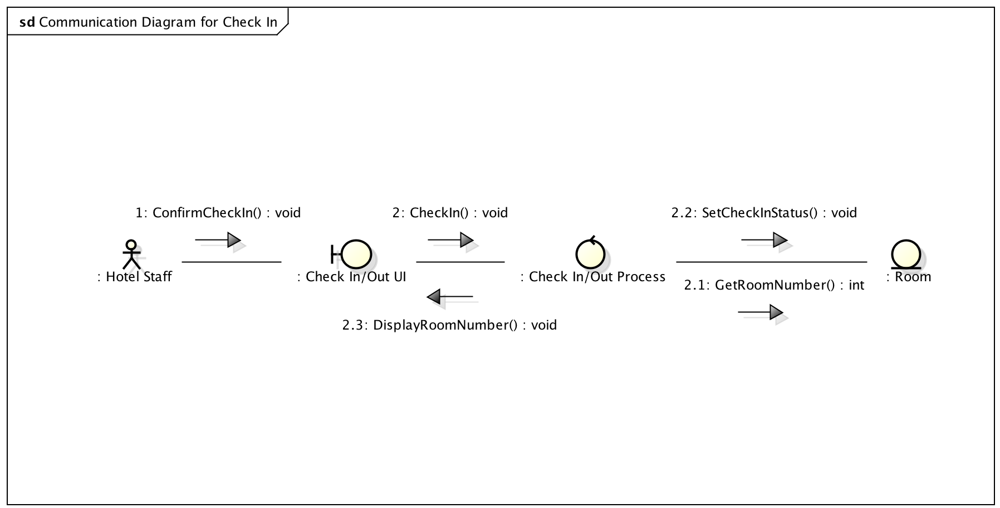 sd Communication Diagram for Check In
1: ConfirmCheckIn() : void
2: CheckIn() : void
2.2: SetCheckInStatus() : void
: Hotel Staff
: Check In/Out UI
: Check In/Out Process
: Room
2.1: GetRoomNumber() : int
2.3: DisplayRoomNumber() : void